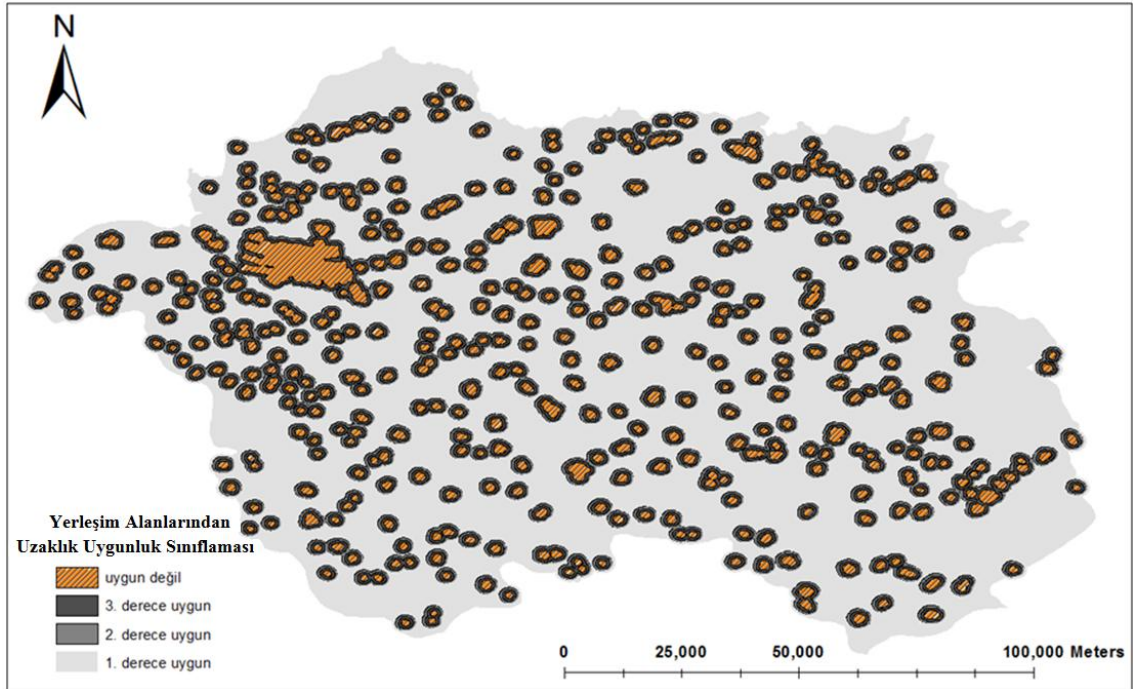 N
Yerleşim Alanlarından
Uzaklık Uygunluk Sınıflaması
uygun değil
3. derece uygun
2. derece uygun
1. derece uygun
0 25,000 50,000 100,000 Meters